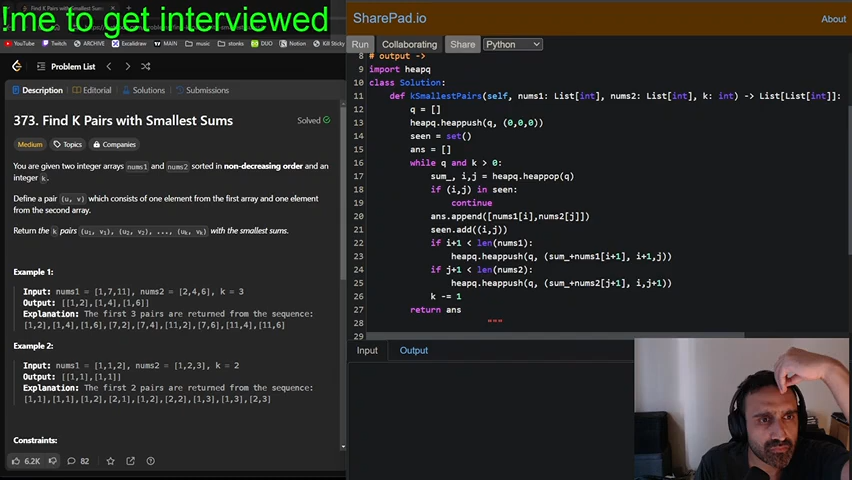 !me to get interviewed
YouTube Twitch ARCHIVE Excalidraw MAIN music stonks DUO Notion Kill Sticky
Problem List
Description Editorial Solutions Submissions
373. Find K Pairs with Smallest Sums
Solved
Medium Topics Companies
You are given two integer arrays nums1 and nums2 sorted in non-decreasing order and an
integer k.
Define a pair (u, v) which consists of one element from the first array and one element
from the second array.
Return the k pairs (u₁, v₁), (u₂, v₂), ..., (uₖ, vₖ) with the smallest sums.
Example 1:
Input: nums1 = [1,7,11], nums2 = [2,4,6], k = 3
Output: [[1,2],[1,4],[1,6]]
Explanation: The first 3 pairs are returned from the sequence:
[1,2],[1,4],[1,6],[7,2],[7,4],[11,2],[7,6],[11,4],[11,6]
Example 2:
Input: nums1 = [1,1,2], nums2 = [1,2,3], k = 2
Output: [[1,1],[1,1]]
Explanation: The first 2 pairs are returned from the sequence:
[1,1],[1,1],[1,2],[2,1],[1,2],[2,2],[1,3],[1,3],[2,3]
Constraints:
6.2K 82
SharePad.io
About
Run Collaborating Share Python
8 # output ->
9 import heapq
10 class Solution:
11 def kSmallestPairs(self, nums1: List[int], nums2: List[int], k: int) -> List[List[int]]:
12 q = []
13 heapq.heappush(q, (0,0,0))
14 seen = set()
15 ans = []
16 while q and k > 0:
17 sum_, i,j = heapq.heappop(q)
18 if (i,j) in seen:
19 continue
20 ans.append([nums1[i],nums2[j]])
21 seen.add((i,j))
22 if i+1 < len(nums1):
23 heapq.heappush(q, (sum_+nums1[i+1], i+1,j))
24 if j+1 < len(nums2):
25 heapq.heappush(q, (sum_+nums2[j+1], i,j+1))
26 k -= 1
27 return ans
28 """
29
Input Output